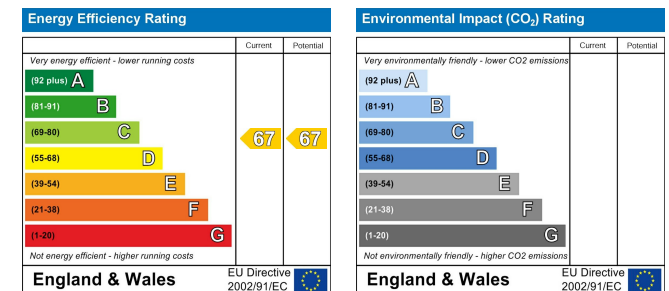 Energy Efficiency Rating
Current Potential
Very energy efficient - lower running costs
(92 plus) A
(81-91) B
(69-80) C
67 67
(55-68) D
(39-54) E
(21-38) F
(1-20) G
Not energy efficient - higher running costs
England & Wales
EU Directive
2002/91/EC
Environmental Impact (CO₂) Rating
Current Potential
Very environmentally friendly - lower CO2 emissions
(92 plus) A
(81-91) B
(69-80) C
(55-68) D
(39-54) E
(21-38) F
(1-20) G
Not environmentally friendly - higher CO2 emissions
England & Wales
EU Directive
2002/91/EC